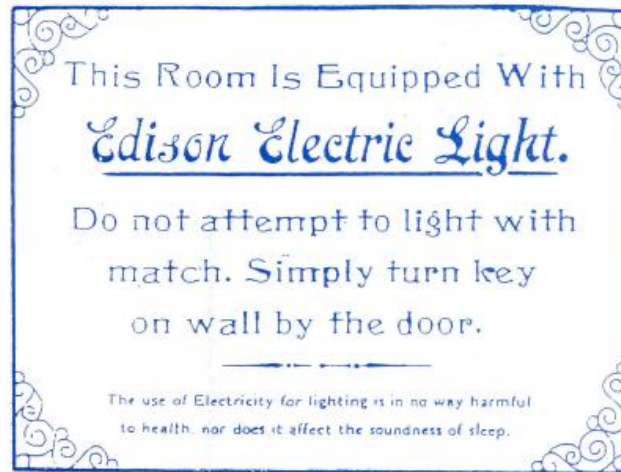 This Room Is Equipped With
Edison Electric Light.
Do not attempt to light with
match. Simply turn key
on wall by the door.
The use of Electricity for lighting is in no way harmful
to health, nor does it affect the soundness of sleep.